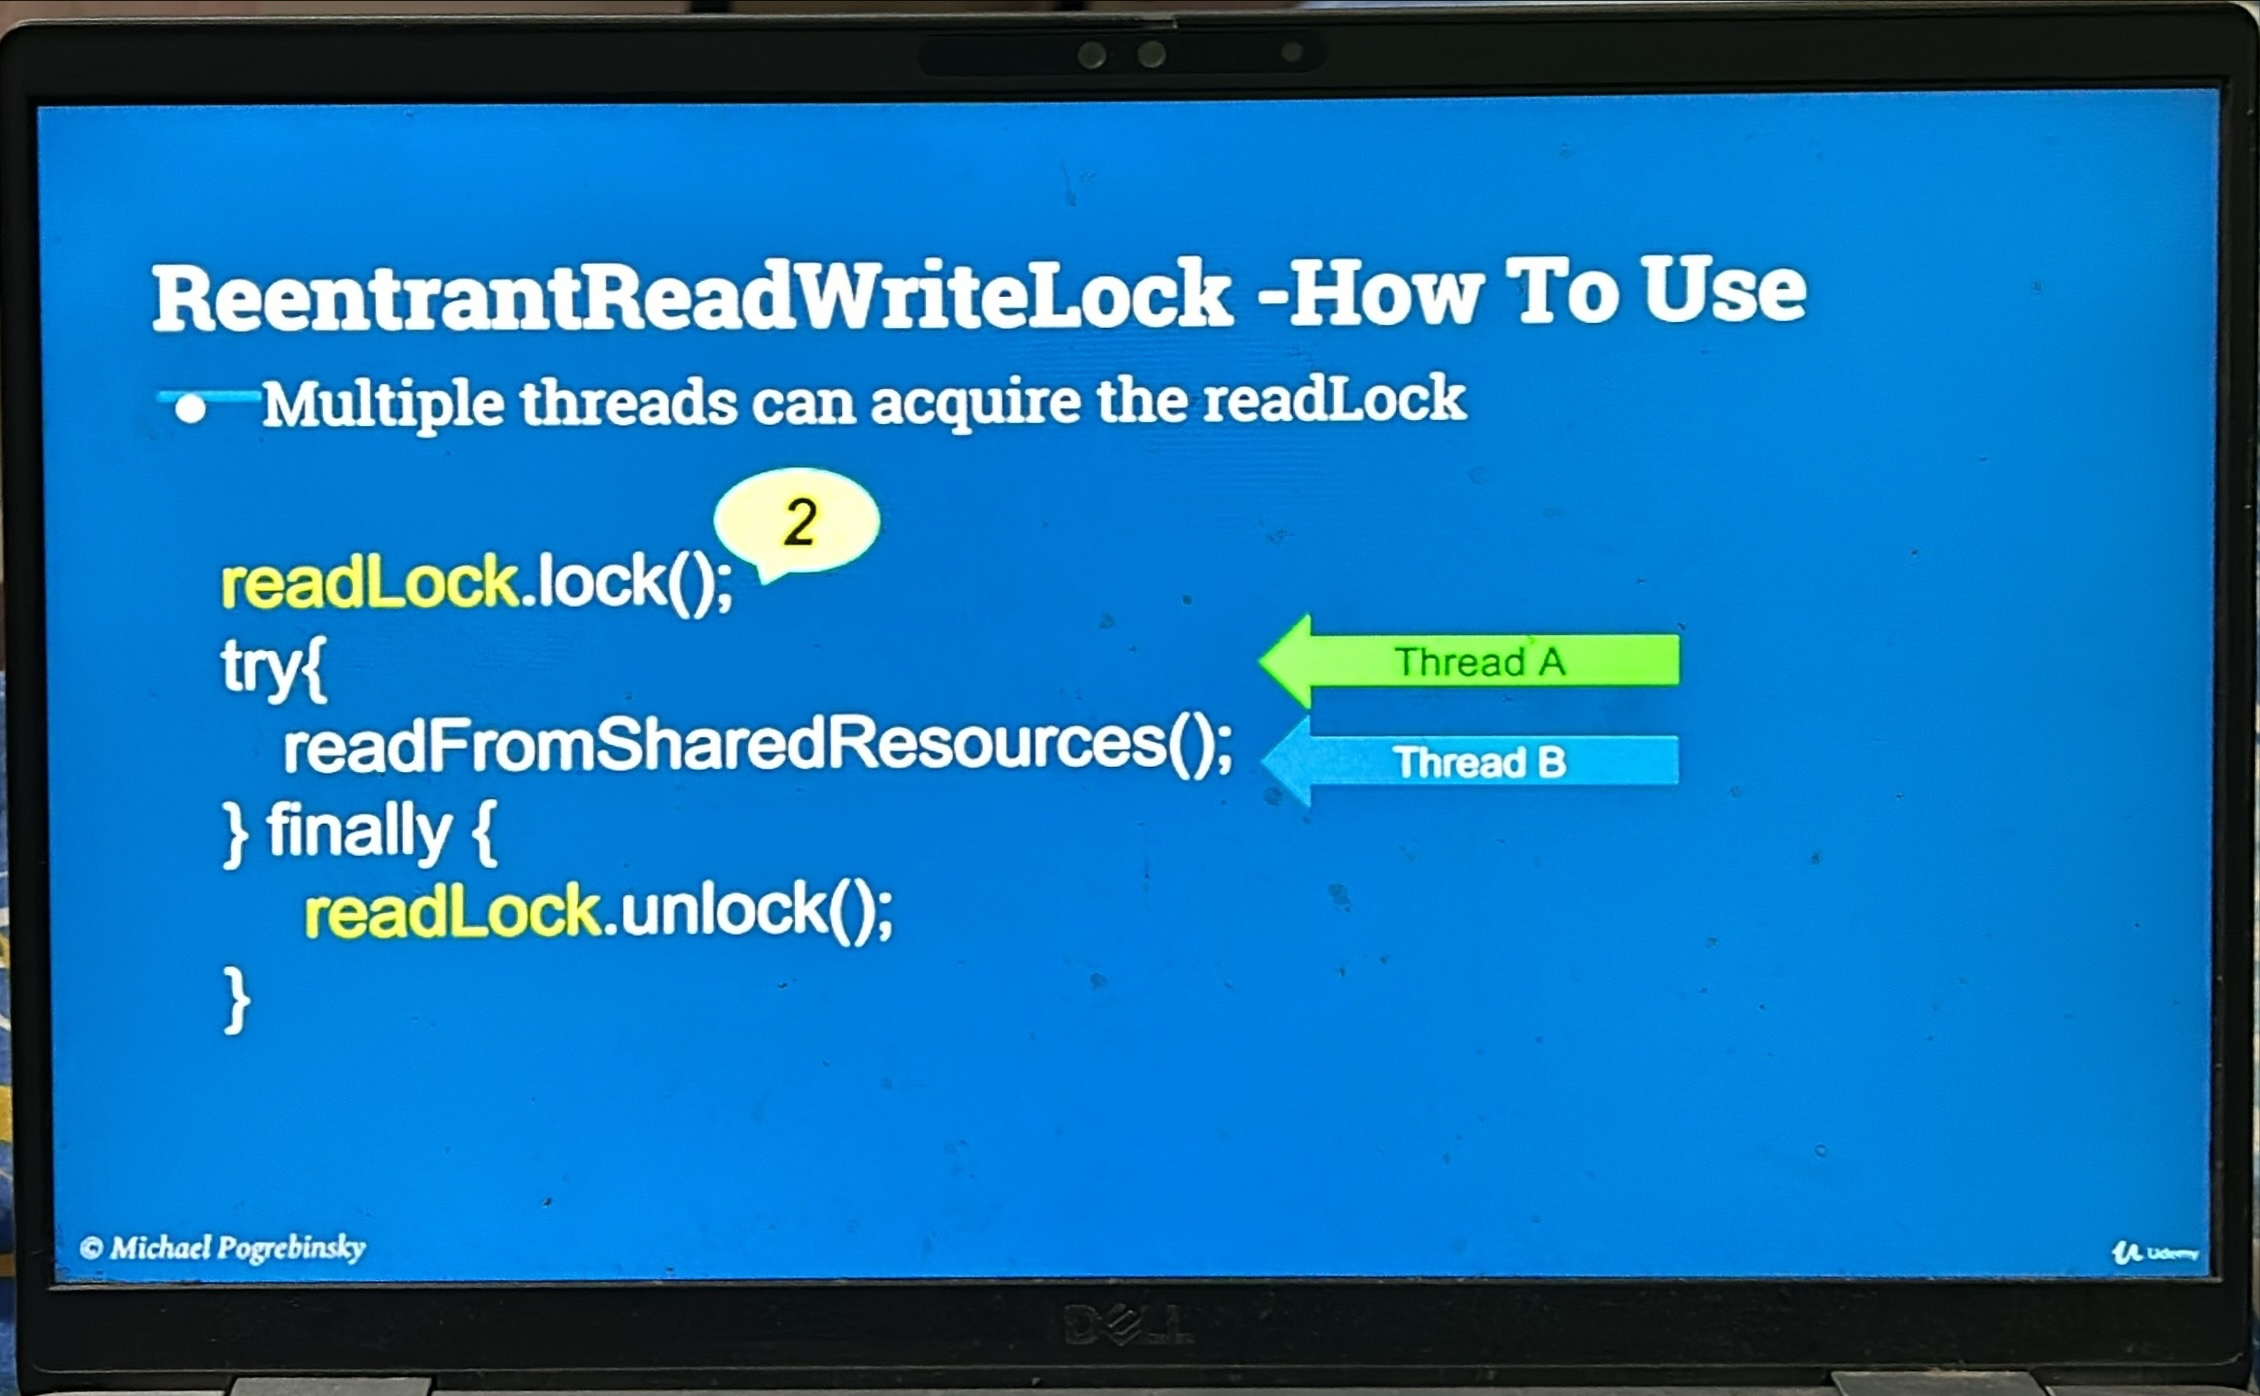 ReentrantReadWriteLock -How To Use
Multiple threads can acquire the readLock
2
readLock.lock();
try{
Thread A
readFromSharedResources();
Thread B
} finally {
readLock.unlock();
}
© Michael Pogrebinsky
Udemy
DELL